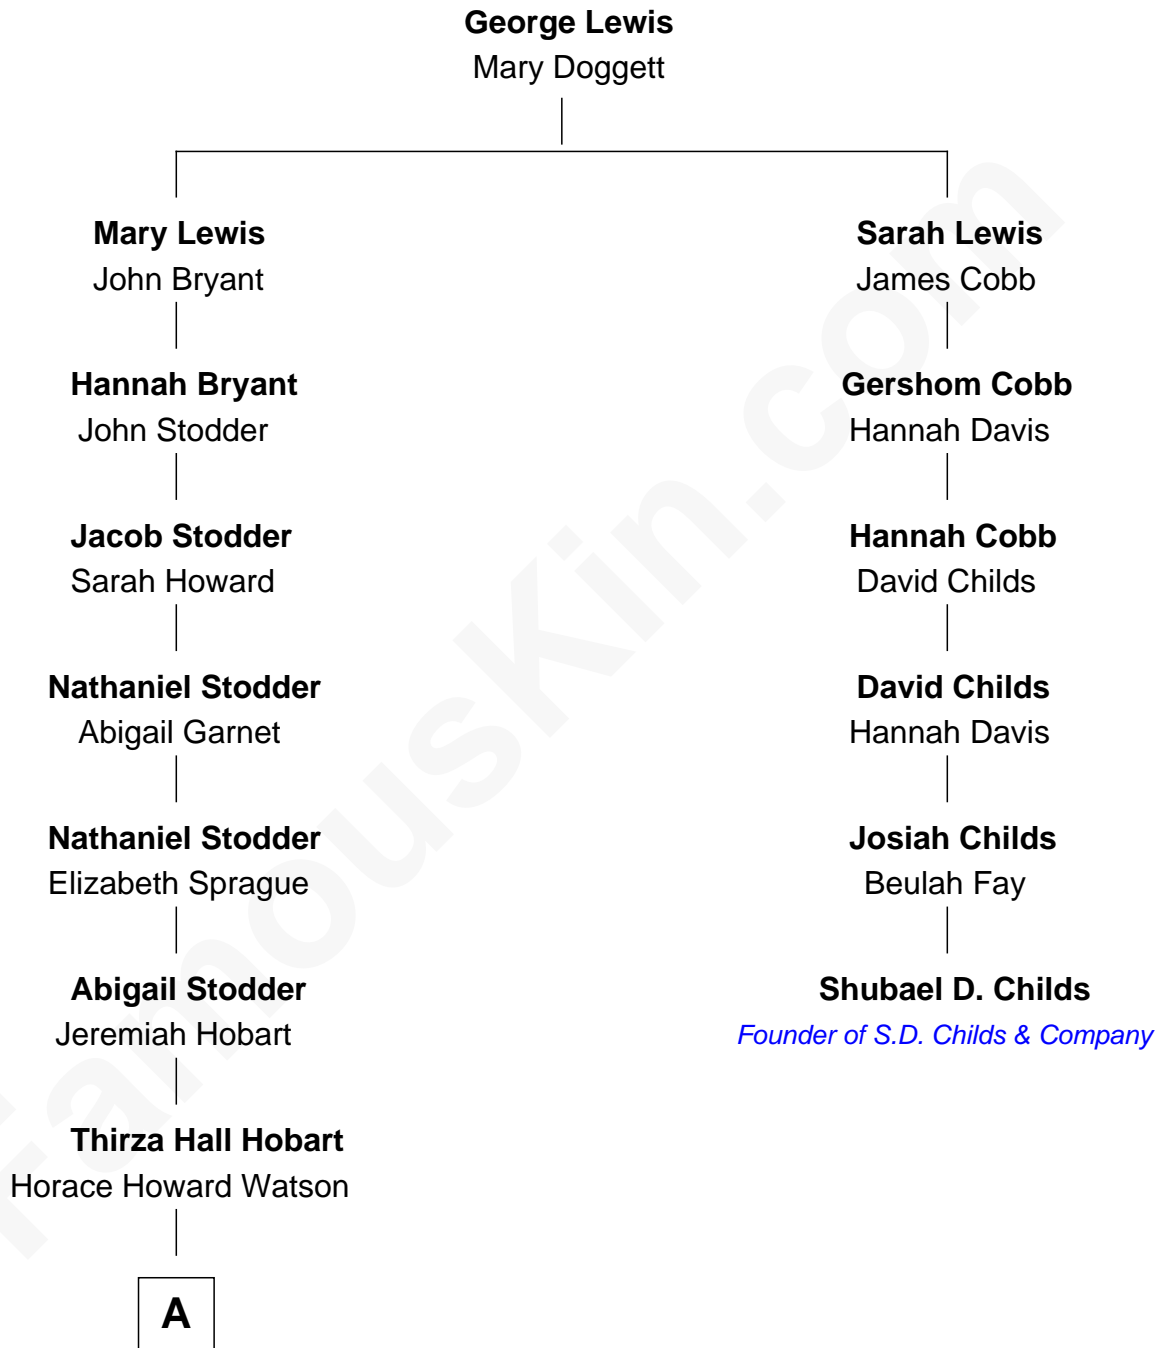 George Lewis
Mary Doggett
Mary Lewis
John Bryant
Sarah Lewis
James Cobb
Hannah Bryant
John Stodder
Gershom Cobb
Hannah Davis
Jacob Stodder
Sarah Howard
Hannah Cobb
David Childs
Nathaniel Stodder
Abigail Garnet
David Childs
Hannah Davis
Nathaniel Stodder
Elizabeth Sprague
Josiah Childs
Beulah Fay
Abigail Stodder
Jeremiah Hobart
Shubael D. Childs
Founder of S.D. Childs & Company
Thirza Hall Hobart
Horace Howard Watson
A
FamousKin.com